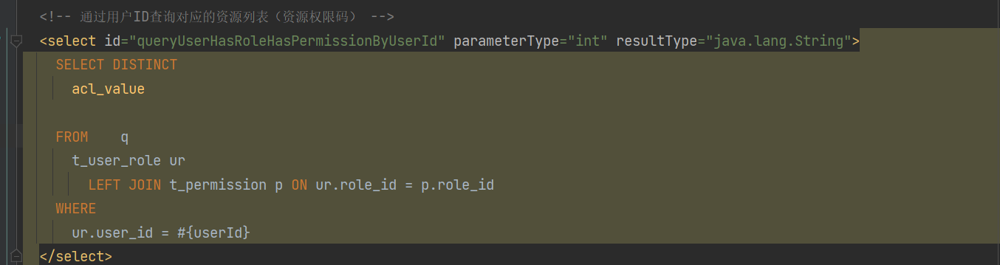 <!-- 通过用户ID查询对应的资源列表（资源权限码） -->
<select id="queryUserHasRoleHasPermissionByUserId" parameterType="int" resultType="java.lang.String">
SELECT DISTINCT
acl_value
FROM q
t_user_role ur
LEFT JOIN t_permission p ON ur.role_id = p.role_id
WHERE
ur.user_id = #{userId}
</select>